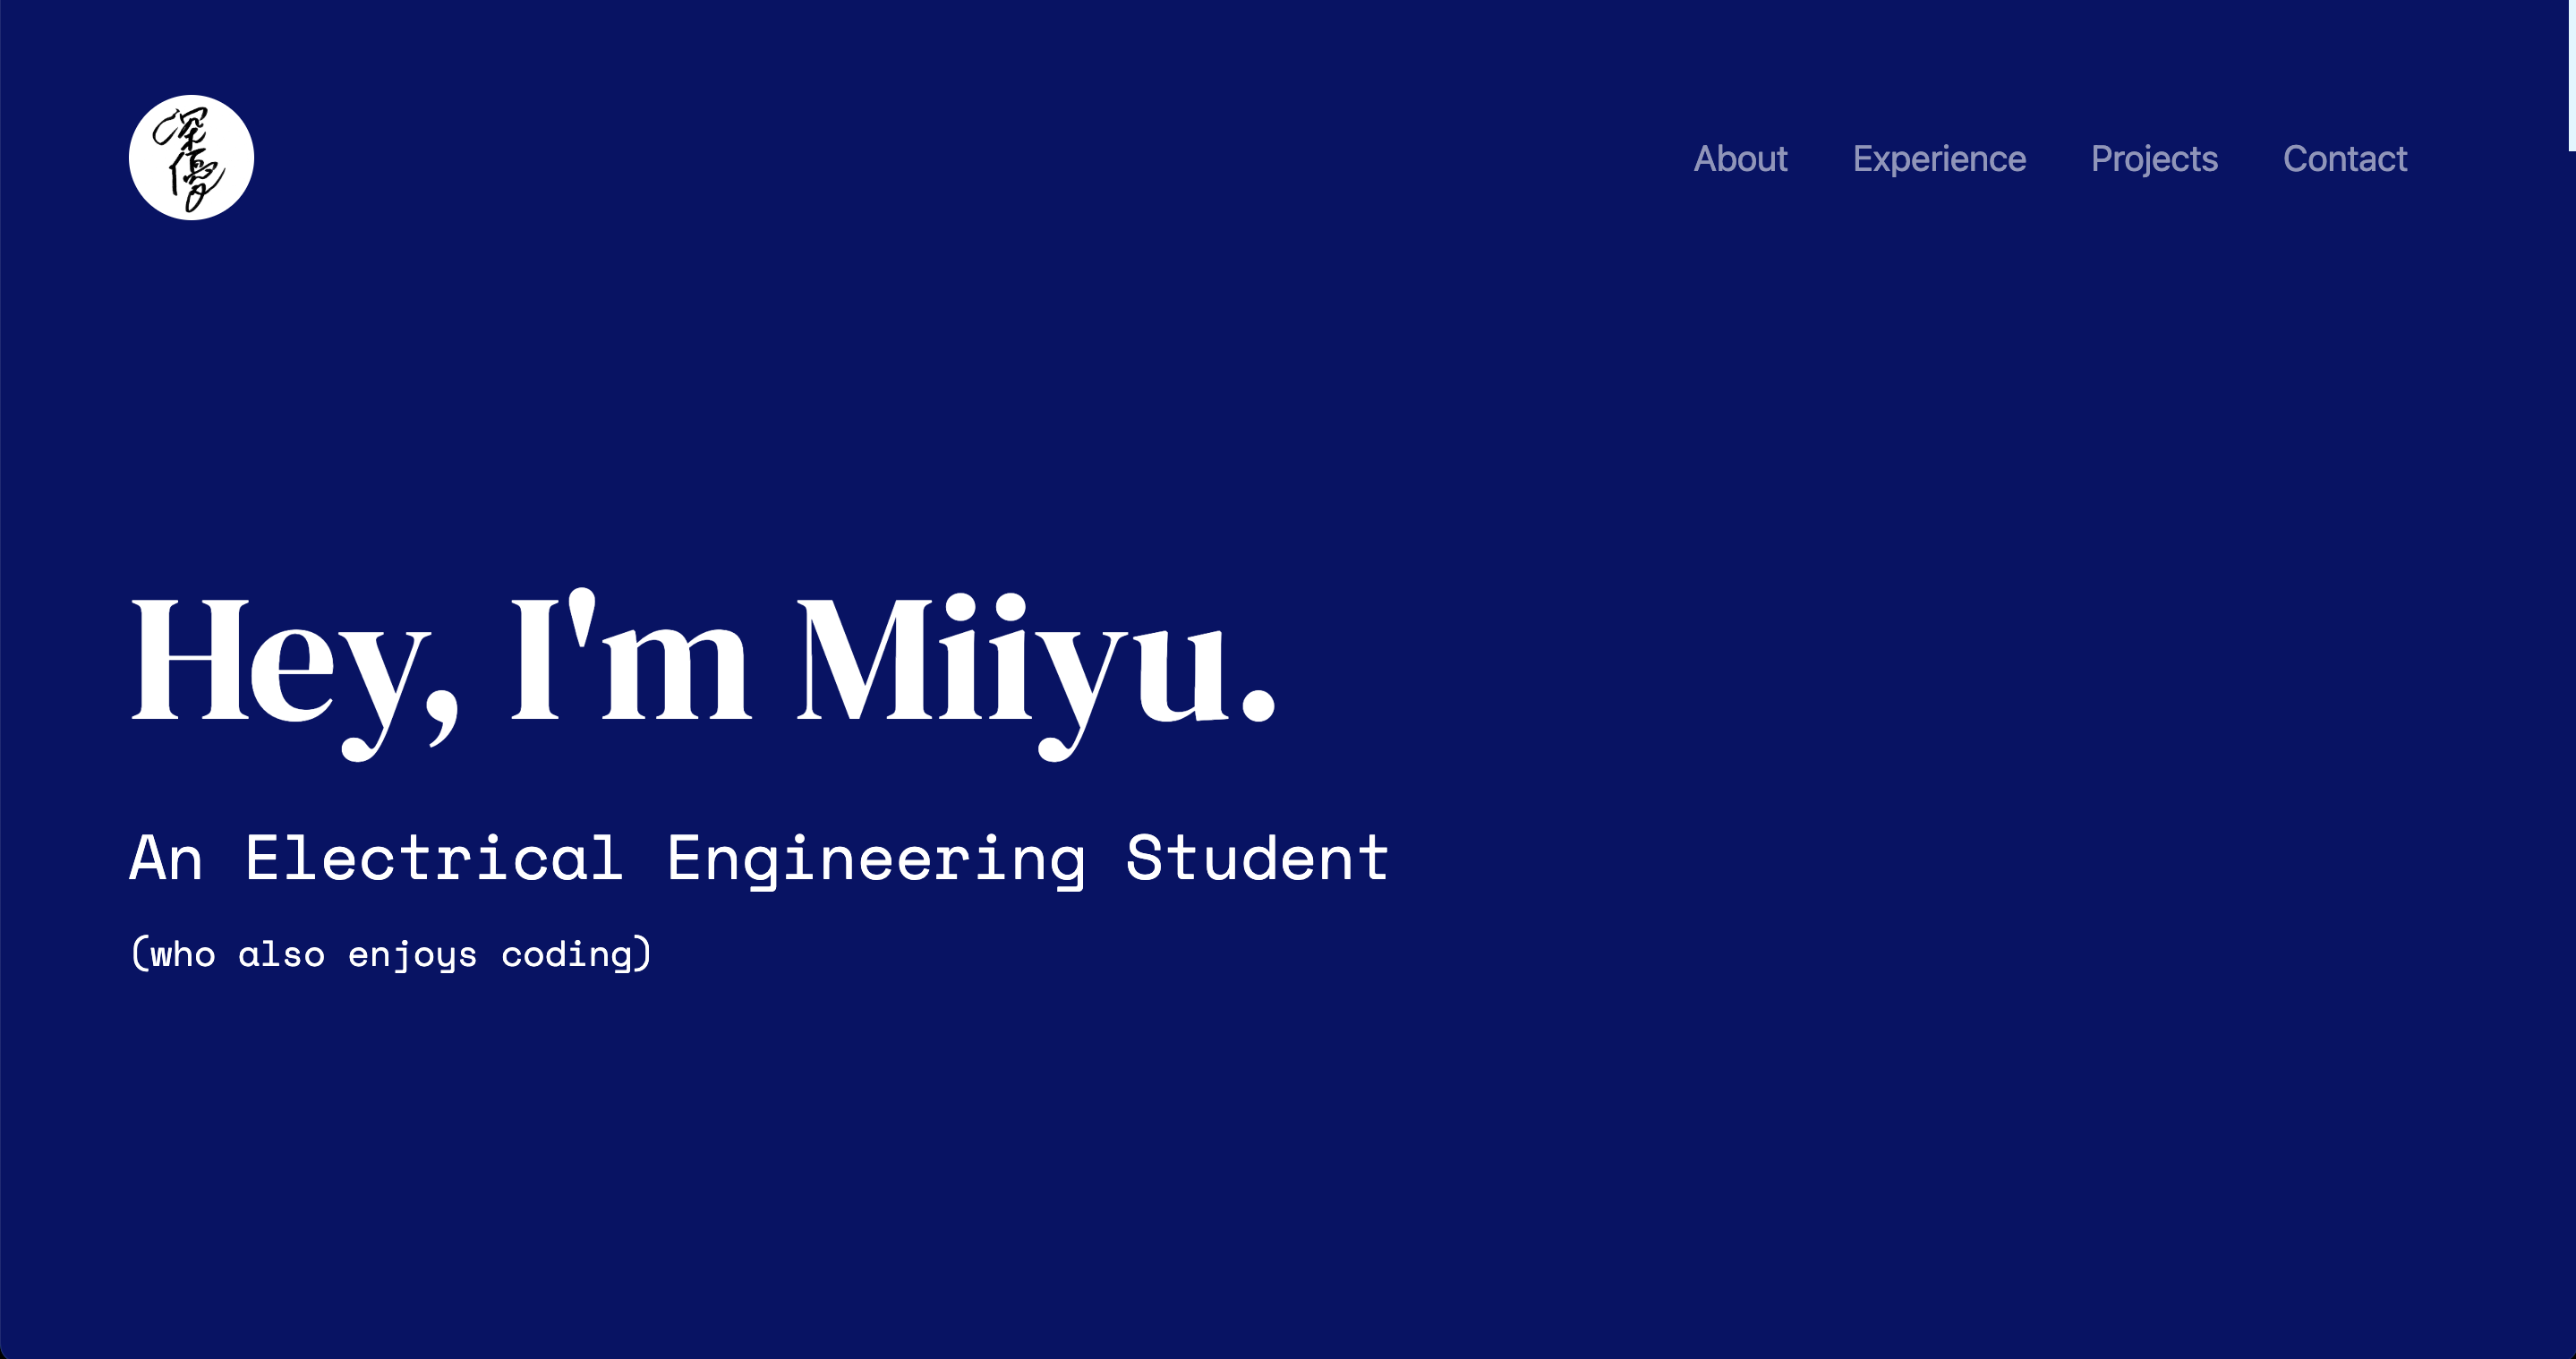 深
優
About Experience Projects Contact
Hey, I'm Miiyu.
An Electrical Engineering Student
(who also enjoys coding)